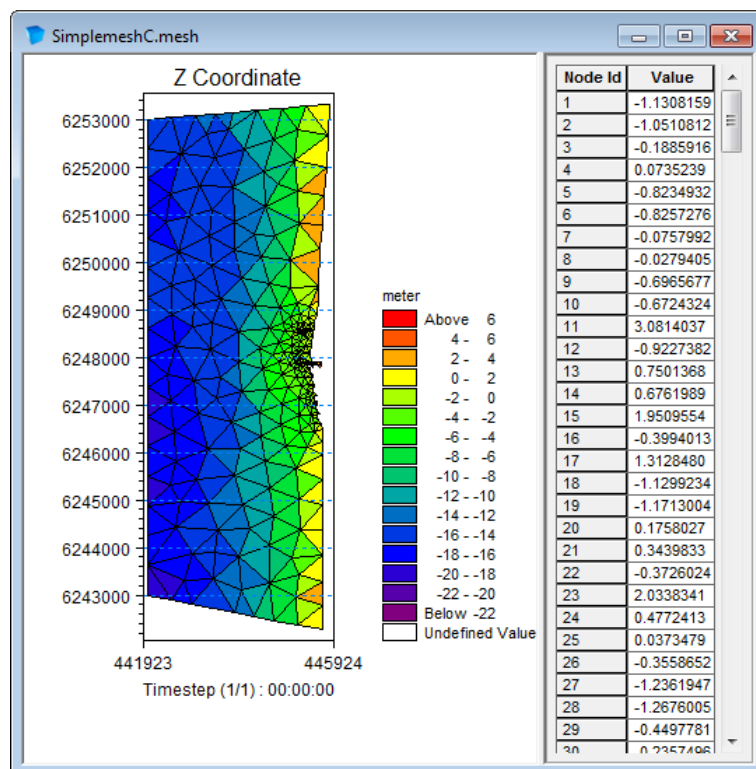 SimplemeshC.mesh
Z Coordinate
6253000
6252000
6251000
6250000
6249000
6248000
6247000
6246000
6245000
6244000
6243000
441923 445924
Timestep (1/1) : 00:00:00
meter
Above 6
4 - 6
2 - 4
0 - 2
-2 - 0
-4 - -2
-6 - -4
-8 - -6
-10 - -8
-12 - -10
-14 - -12
-16 - -14
-18 - -16
-20 - -18
-22 - -20
Below -22
Undefined Value
Node Id Value
1 -1.1308159
2 -1.0510812
3 -0.1885916
4 0.0735239
5 -0.8234932
6 -0.8257276
7 -0.0757992
8 -0.0279405
9 -0.6965677
10 -0.6724324
11 3.0814037
12 -0.9227382
13 0.7501368
14 0.6761989
15 1.9509554
16 -0.3994013
17 1.3128480
18 -1.1299234
19 -1.1713004
20 0.1758027
21 0.3439833
22 -0.3726024
23 2.0338341
24 0.4772413
25 0.0373479
26 -0.3558652
27 -1.2361947
28 -1.2676005
29 -0.4497781
30 -0.2357496